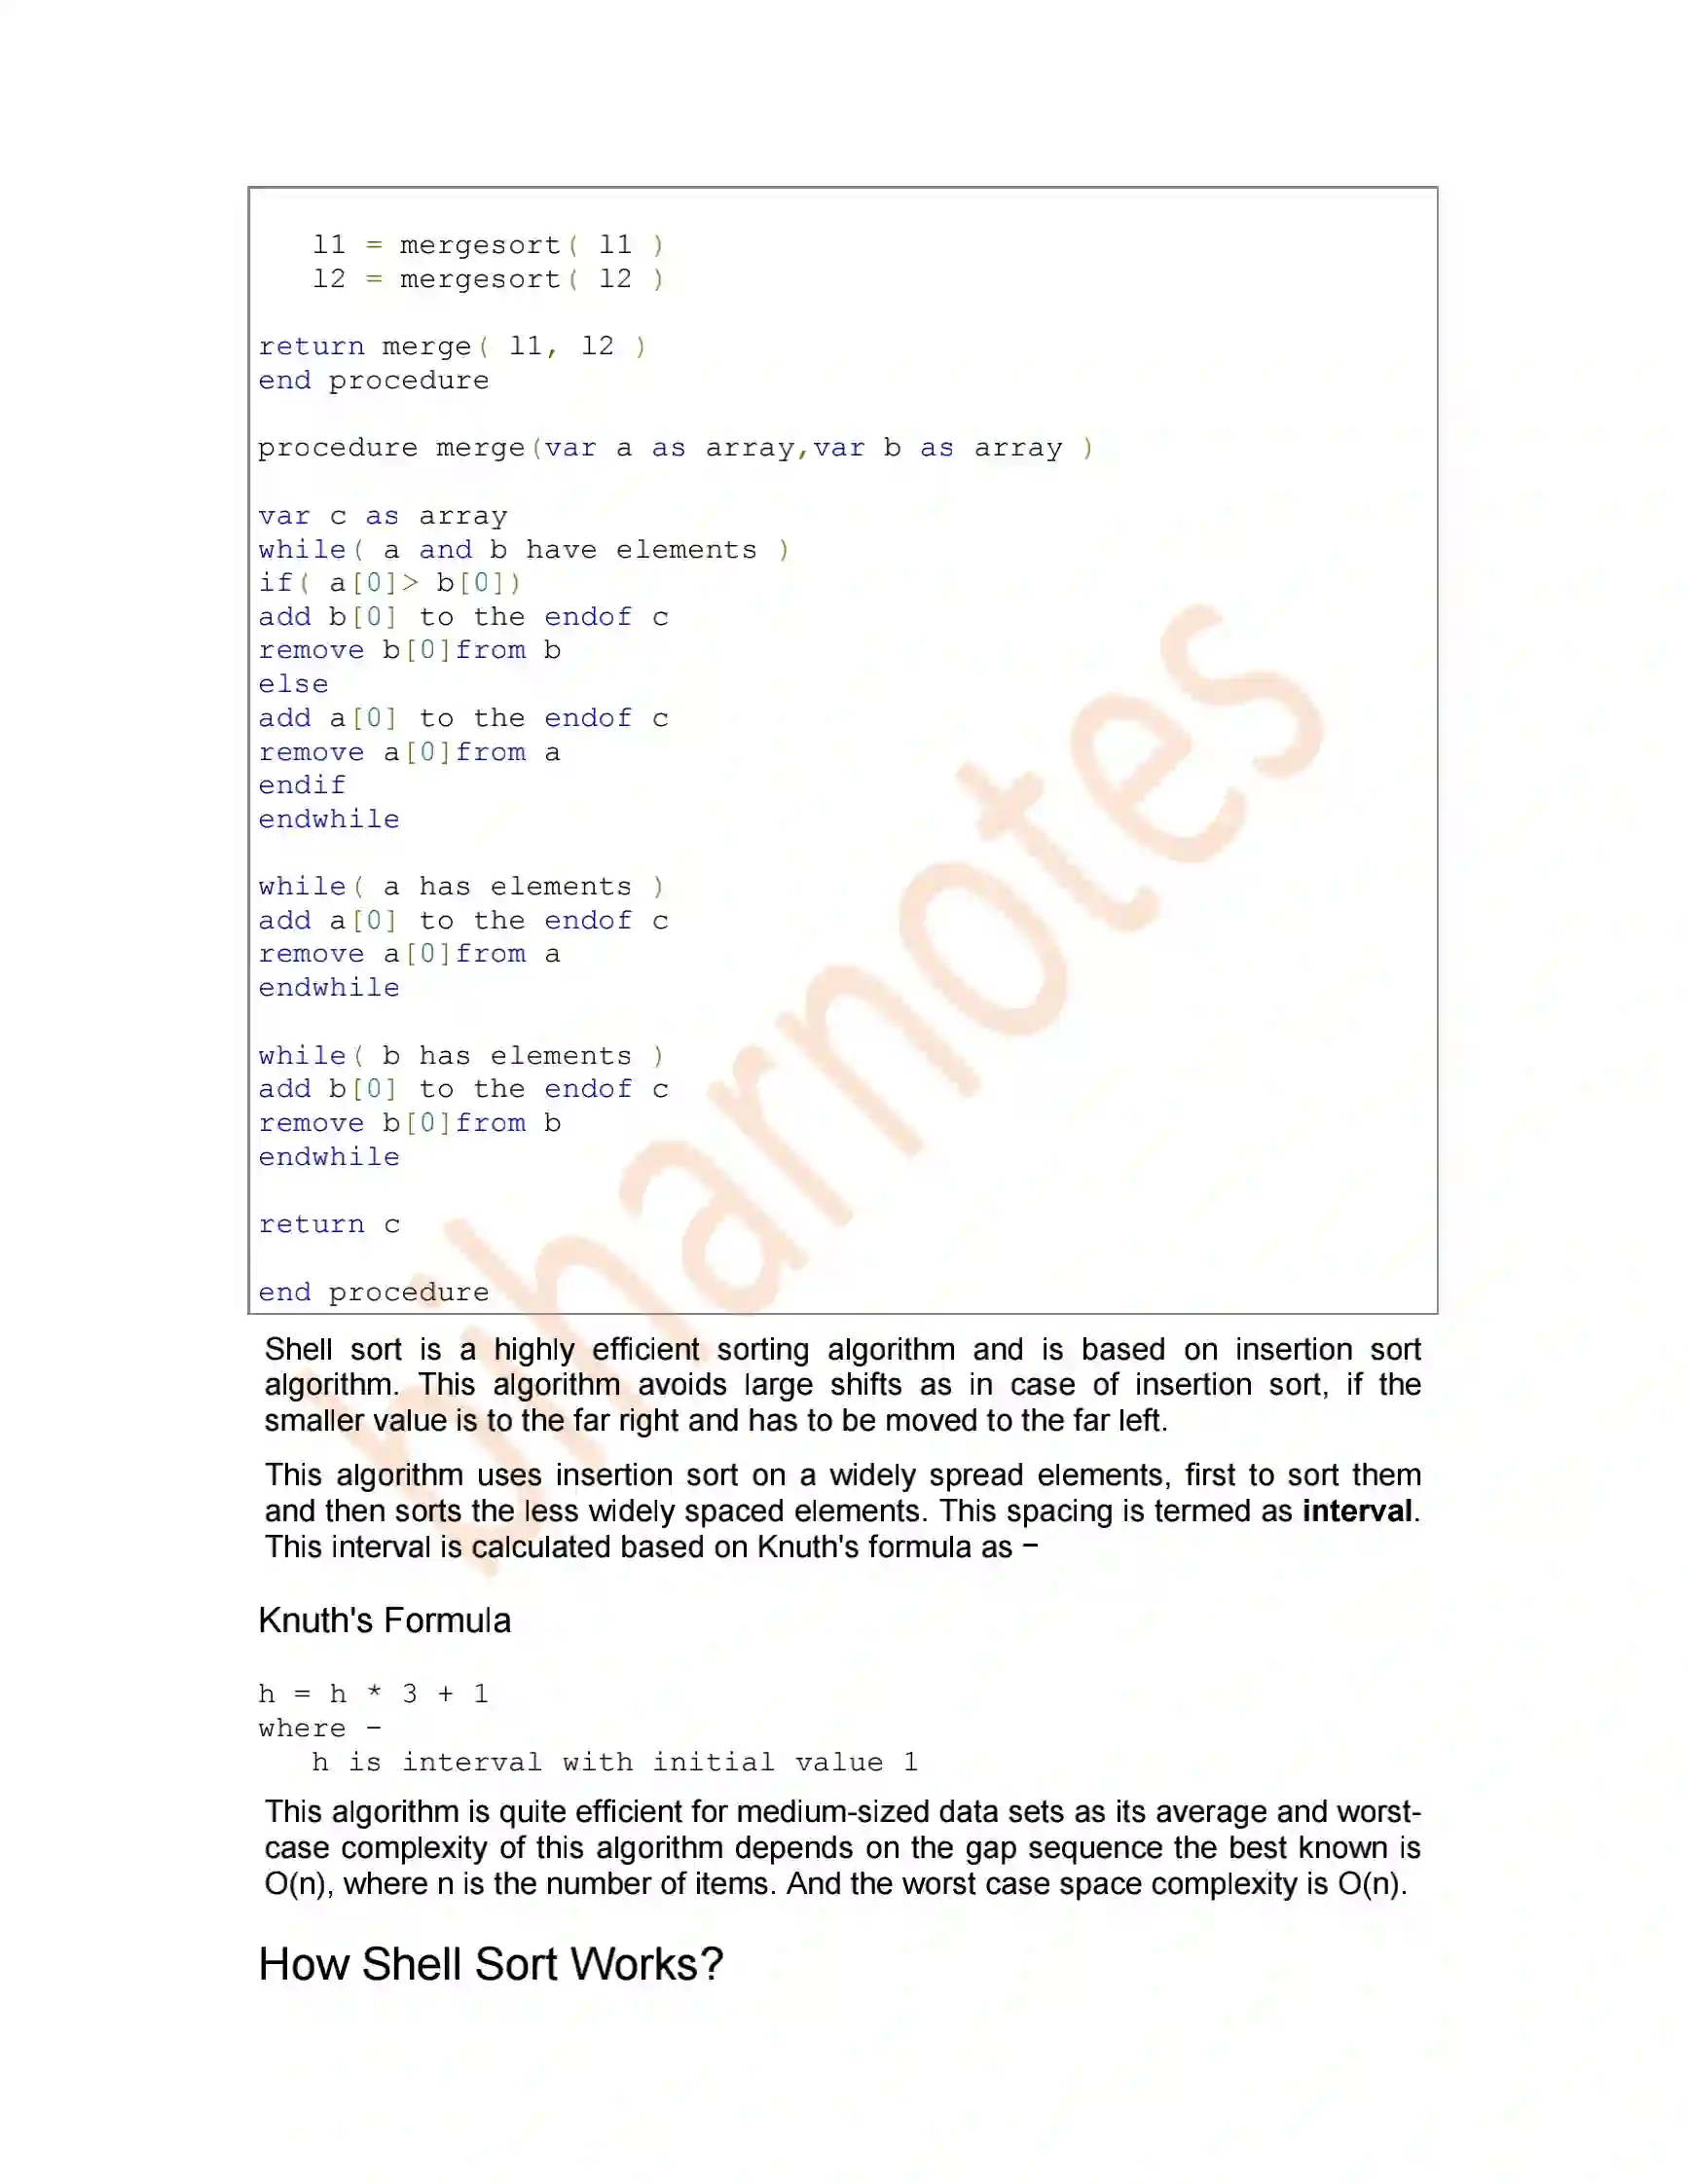 l1 = mergesort( l1 )
   l2 = mergesort( l2 )
return merge( l1, l2 )
end procedure
procedure merge(var a as array,var b as array )
var c as array
while( a and b have elements )
if( a[0]> b[0])
add b[0] to the endof c
remove b[0]from b
else
add a[0] to the endof c
remove a[0]from a
endif
endwhile
while( a has elements )
add a[0] to the endof c
remove a[0]from a
endwhile
while( b has elements )
add b[0] to the endof c
remove b[0]from b
endwhile
return c
end procedure
Shell sort is a highly efficient sorting algorithm and is based on insertion sort
algorithm. This algorithm avoids large shifts as in case of insertion sort, if the
smaller value is to the far right and has to be moved to the far left.
This algorithm uses insertion sort on a widely spread elements, first to sort them
and then sorts the less widely spaced elements. This spacing is termed as interval.
This interval is calculated based on Knuth's formula as −
Knuth's Formula
h = h * 3 + 1
where −
   h is interval with initial value 1
This algorithm is quite efficient for medium-sized data sets as its average and worst-
case complexity of this algorithm depends on the gap sequence the best known is
Ο(n), where n is the number of items. And the worst case space complexity is O(n).
How Shell Sort Works?
biharnotes